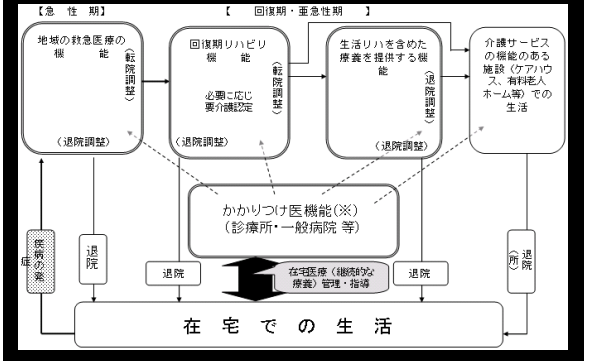 【急 性 期】
【 回復期・亜急性期 】
地域の救急医療の
機 能
(転院調整)
(退院調整)
回復期リハビリ
機 能
必要に応じ
要介護認定
(転院調整)
(退院調整)
生活リハを含めた
療養を提供する機
能
(退院調整)
(退院調整)
介護サービス
の機能のある
施設(ケアハウ
ス、有料老人
ホーム等)での
生活
かかりつけ医機能(※)
(診療所・一般病院 等)
疾病の発
症
退院
退院
在宅医療(継続的な
療養)管理・指導
退院
退院
(所)
在 宅 で の 生 活